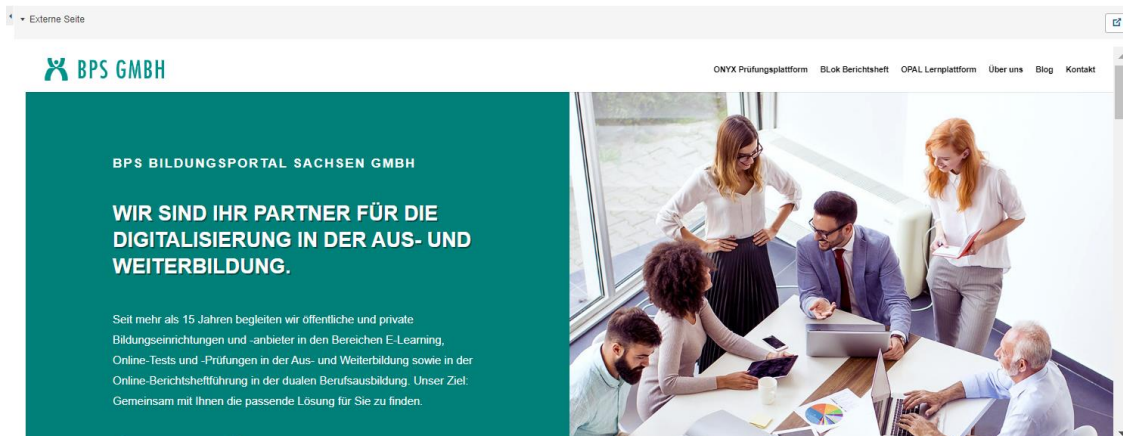 Externe Seite
BPS GMBH
ONYX Prüfungsplattform BLok Berichtsheft OPAL Lernplattform Über uns Blog Kontakt
BPS BILDUNGSPORTAL SACHSEN GMBH
WIR SIND IHR PARTNER FÜR DIE
DIGITALISIERUNG IN DER AUS- UND
WEITERBILDUNG.
Seit mehr als 15 Jahren begleiten wir öffentliche und private
Bildungseinrichtungen und -anbieter in den Bereichen E-Learning,
Online-Tests und -Prüfungen in der Aus- und Weiterbildung sowie in der
Online-Berichtsheftführung in der dualen Berufsausbildung. Unser Ziel:
Gemeinsam mit Ihnen die passende Lösung für Sie zu finden.